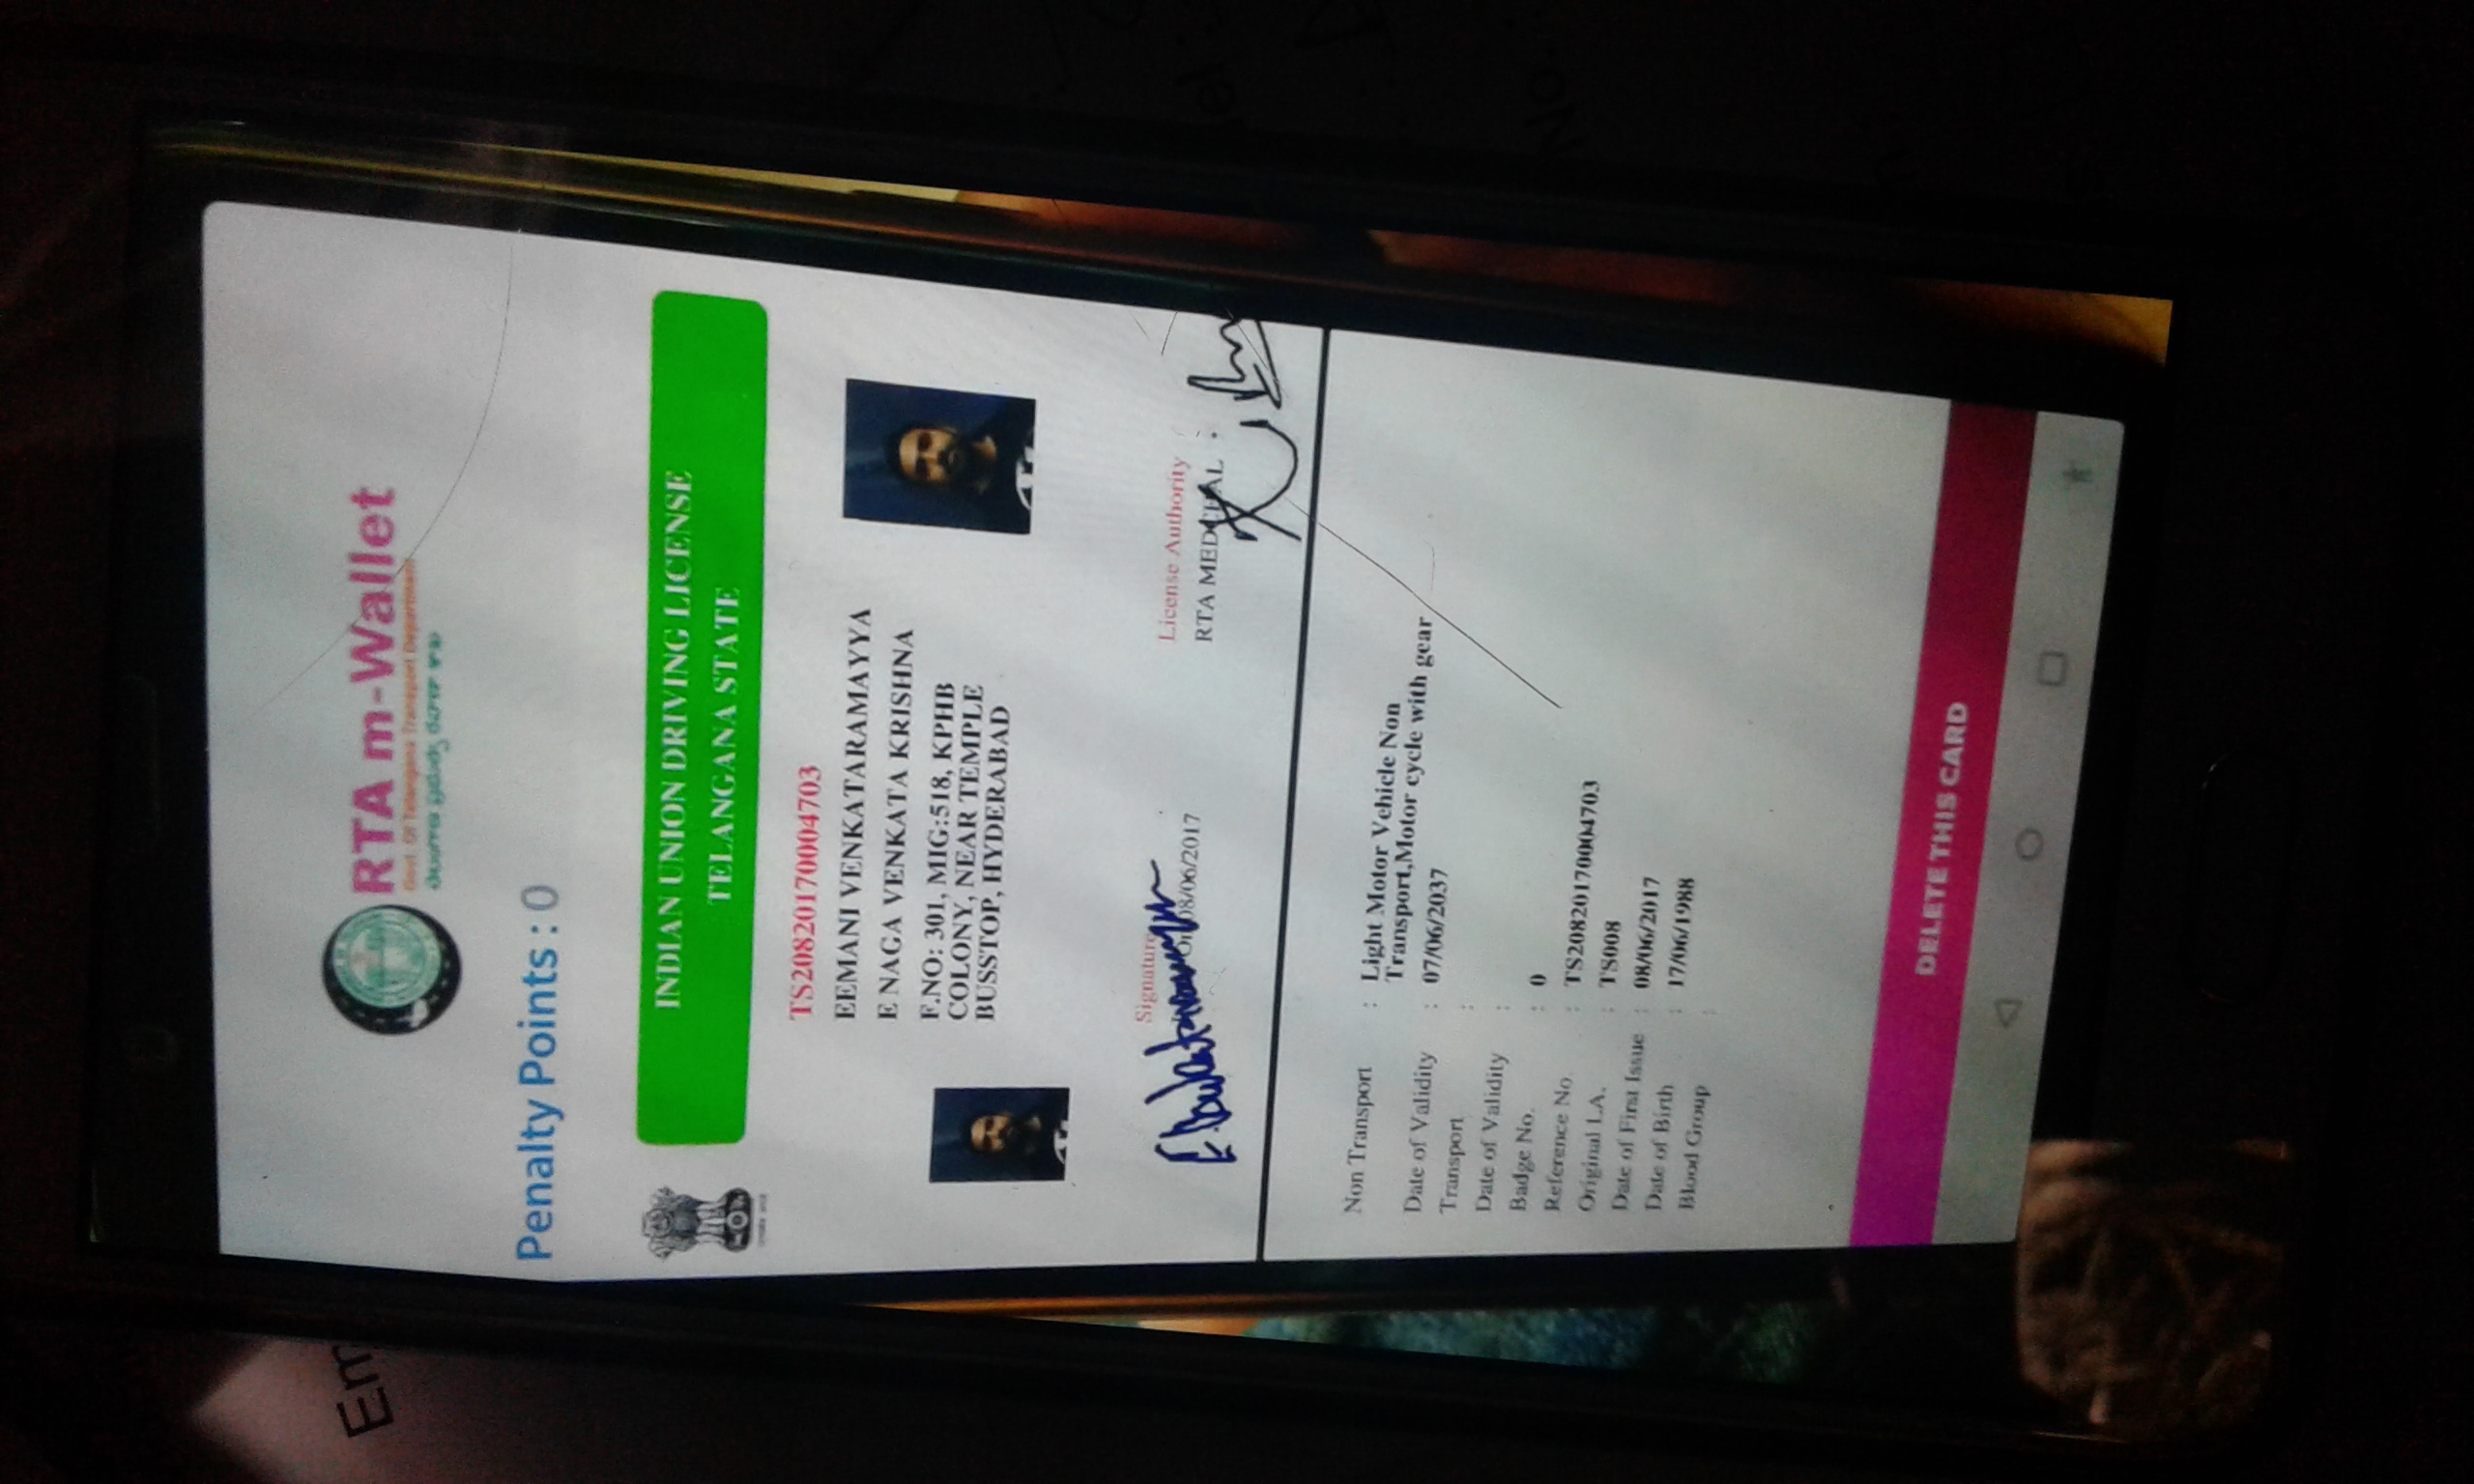 Em
RTA m-Wallet
Govt. Of Telangana Transport Department
Penalty Points : 0
INDIAN UNION DRIVING LICENSE
TELANGANA STATE
TS20820170004703
EEMANI VENKATARAMAYYA
E NAGA VENKATA KRISHNA
F.NO: 301, MIG:518, KPHB
COLONY, NEAR TEMPLE
BUSSTOP, HYDERABAD
Signature
08/06/2017
License Authority
RTA MEDCHAL :
Non Transport : Light Motor Vehicle Non
Transport,Motor cycle with gear
Date of Validity : 07/06/2037
Transport :
Date of Validity :
Badge No. : 0
Reference No : TS20820170004703
Original LA. : TS008
Date of First Issue : 08/06/2017
Date of Birth : 17/06/1988
Blood Group :
DELETE THIS CARD
No.